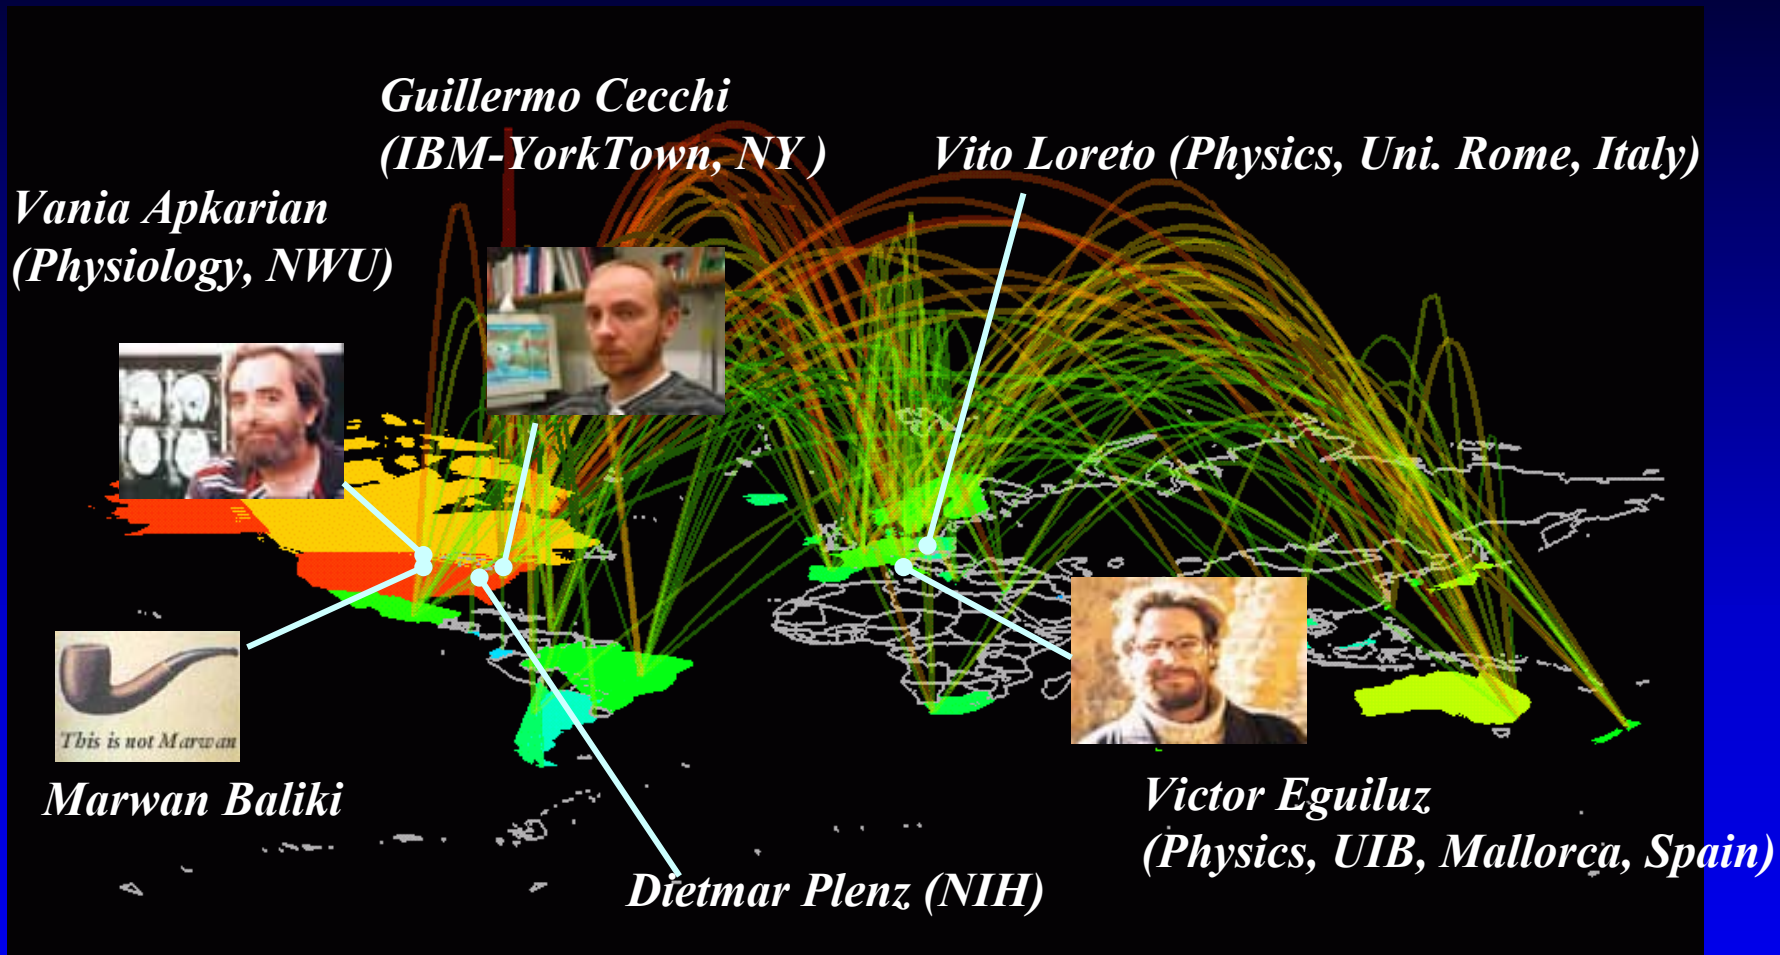 Guillermo Cecchi
(IBM-YorkTown, NY )
Vito Loreto (Physics, Uni. Rome, Italy)
Vania Apkarian
(Physiology, NWU)
This is not Marwan
Marwan Baliki
Victor Eguiluz
(Physics, UIB, Mallorca, Spain)
Dietmar Plenz (NIH)